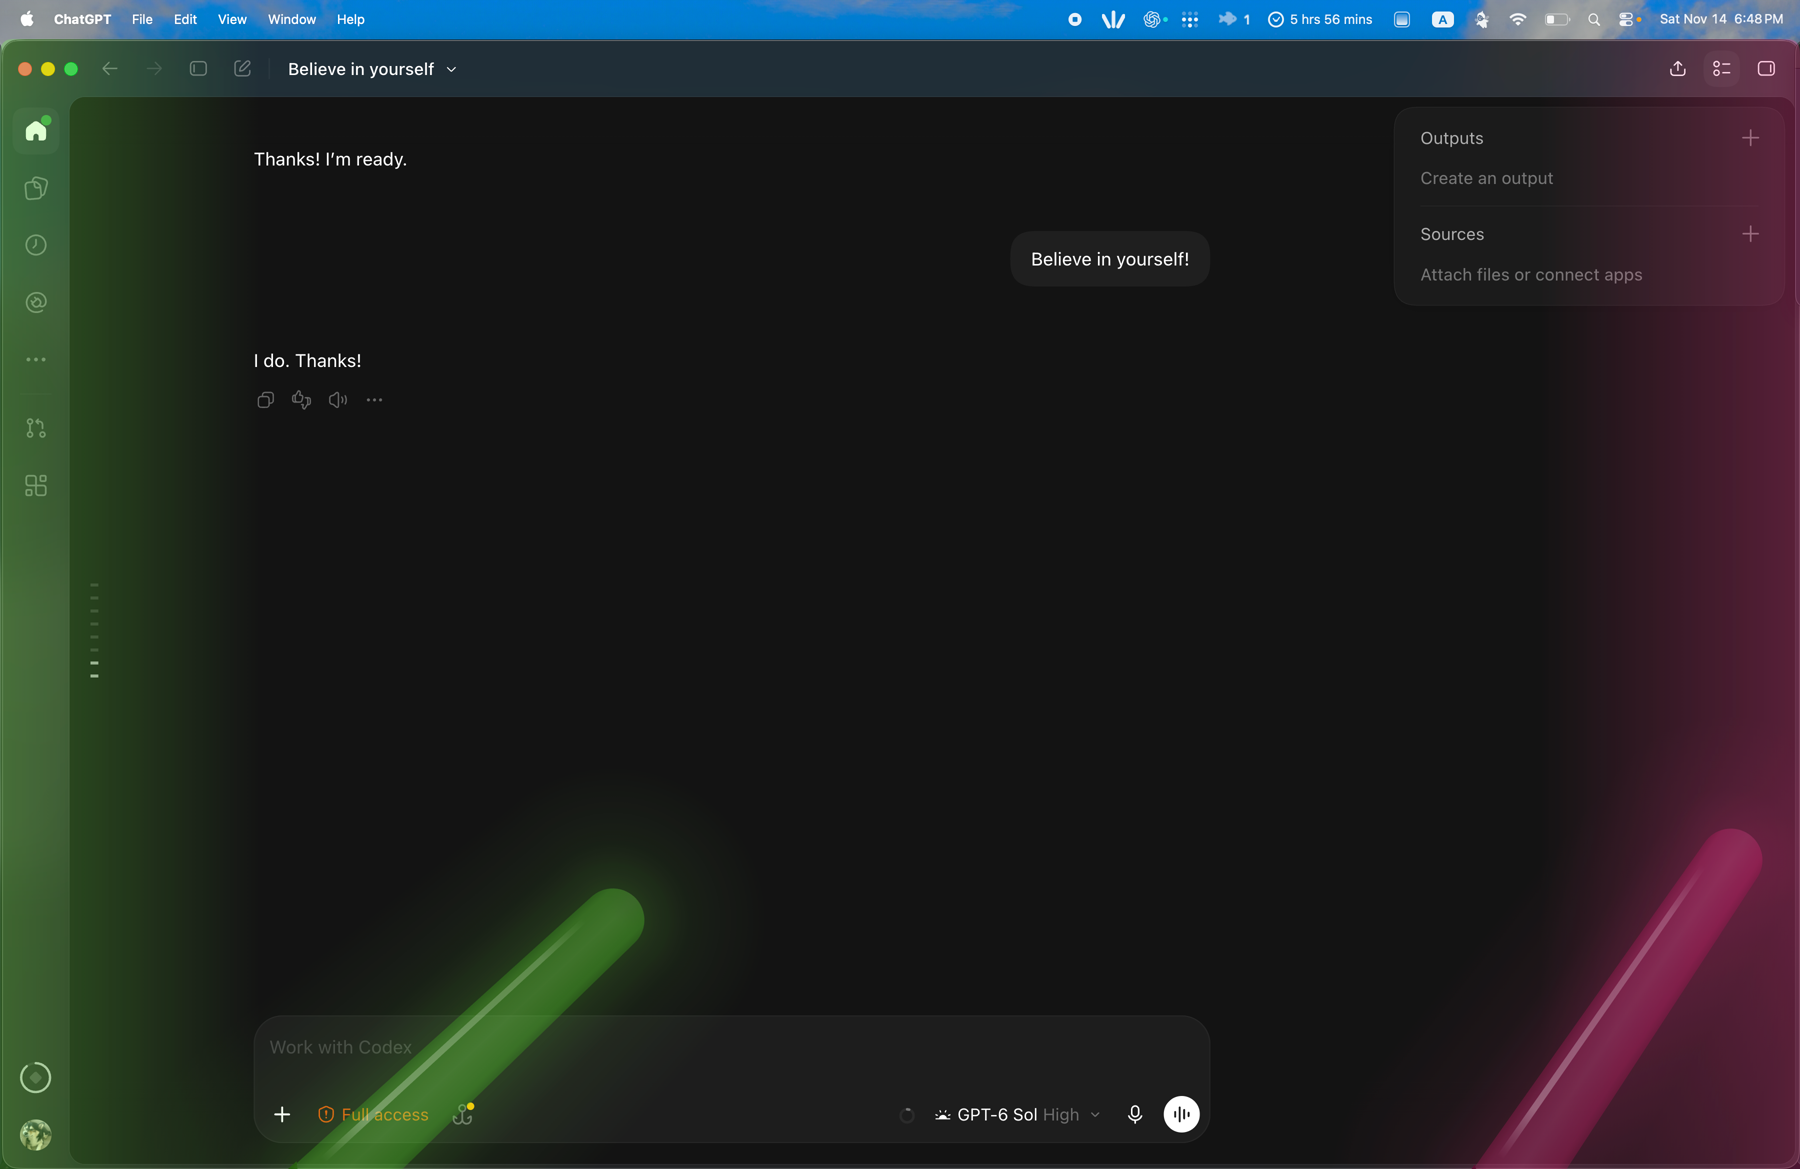 ChatGPT File Edit View Window Help 1 5 hrs 56 mins A Sat Nov 14 6:48 PM
Believe in yourself
Outputs
Thanks! I’m ready.
Create an output
Sources
Believe in yourself!
Attach files or connect apps
I do. Thanks!
Work with Codex
Full access GPT-6 Sol High